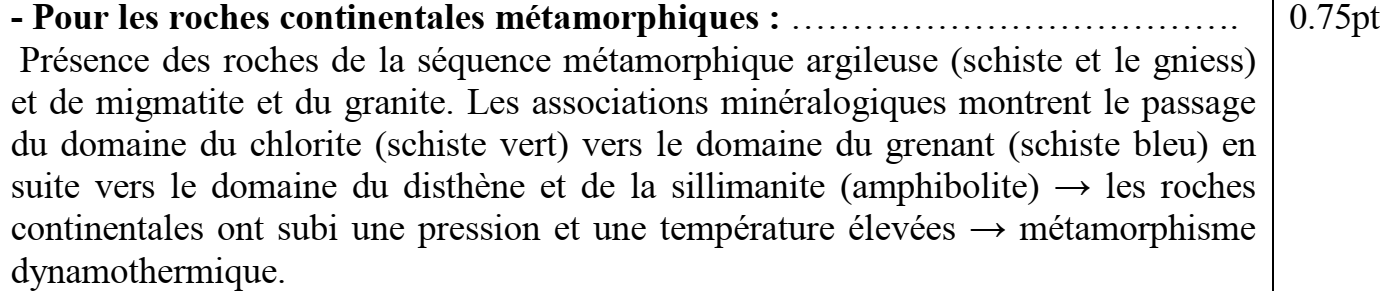 - Pour les roches continentales métamorphiques : ………………………………. 0.75pt
Présence des roches de la séquence métamorphique argileuse (schiste et le gniess)
et de migmatite et du granite. Les associations minéralogiques montrent le passage
du domaine du chlorite (schiste vert) vers le domaine du grenant (schiste bleu) en
suite vers le domaine du disthène et de la sillimanite (amphibolite) → les roches
continentales ont subi une pression et une température élevées → métamorphisme
dynamothermique.